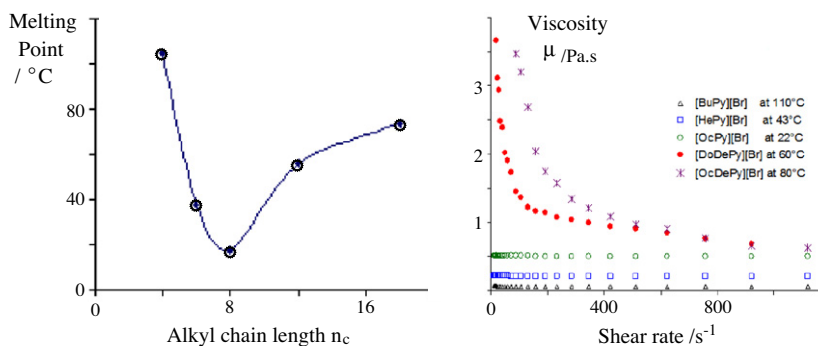 Melting
Point
/ °C
80
40
0
0
8
16
Alkyl chain length nc
Viscosity
μ /Pa.s
3
2
1
0
400
800
Shear rate /s-1
[BuPy][Br] at 110°C
[HePy][Br] at 43°C
[OcPy][Br] at 22°C
[DoDePy][Br] at 60°C
[OcDePy][Br] at 80°C